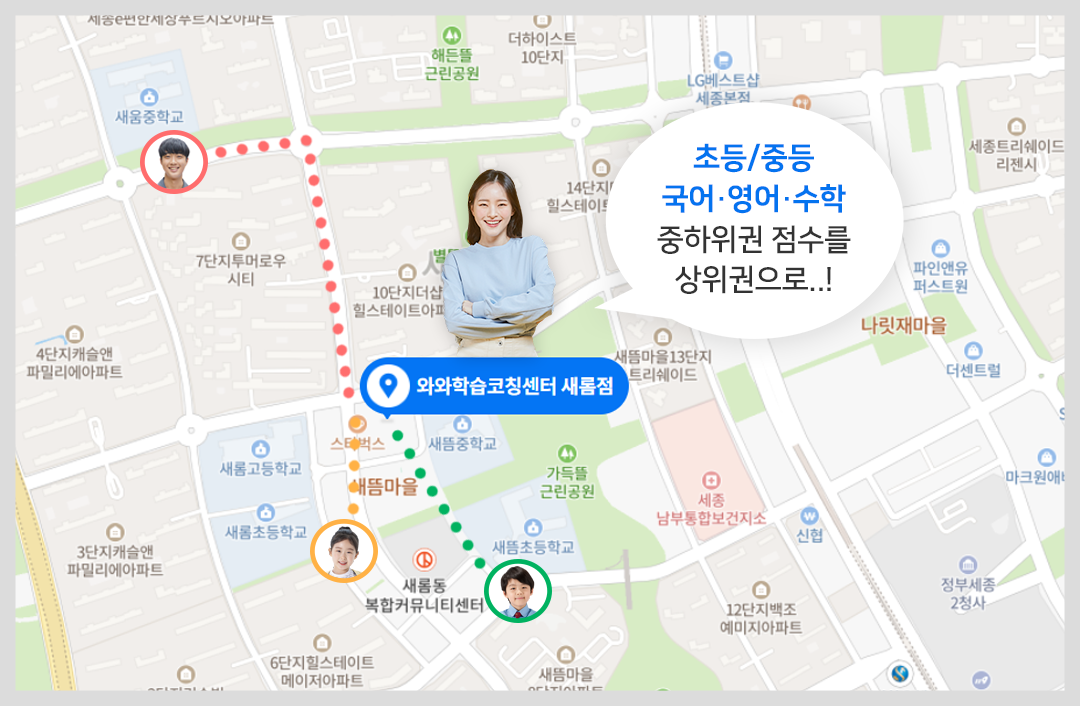 세종e편한세상푸르지오아파트
더하이스트
10단지
해든뜰
근린공원
LG베스트샵
세종본점
새움중학교
초등/중등
국어·영어·수학
중하위권 점수를
상위권으로..!
세종트리쉐이드
리젠시
14단지
힐스테이트
7단지투머로우
시티
10단지더샵
힐스테이트아파
파인앤유
퍼스트원
나릿재마을
4단지캐슬앤
파밀리에아파트
새뜸마을13단지
트리쉐이드
더센트럴
와와학습코칭센터 새롬점
스타벅스
새뜸중학교
새롬고등학교
가득뜰
근린공원
마크원애비
새뜸마을
세종
남부통합보건지소
새롬초등학교
신협
새뜸초등학교
3단지캐슬앤
파밀리에아파트
새롬동
복합커뮤니티센터
정부세종
2청사
12단지백조
예미지아파트
6단지힐스테이트
메이저아파트
새뜸마을